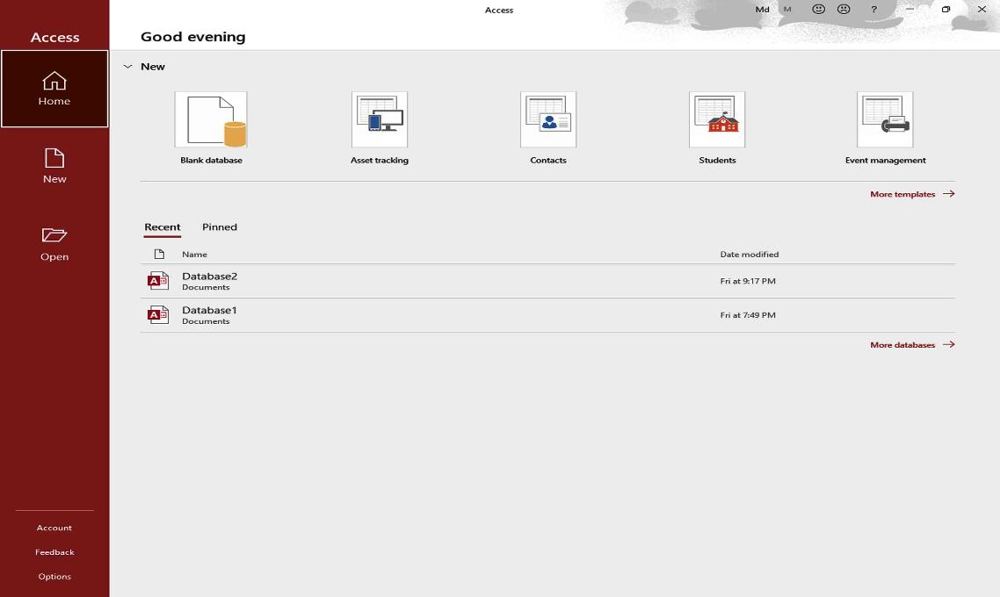 Access
Md M ?
Access
Good evening
Home
New
Open
New
Blank database
Asset tracking
Contacts
Students
Event management
More templates
Recent Pinned
Name Date modified
Database2
Documents
Fri at 9:17 PM
Database1
Documents
Fri at 7:49 PM
More databases
Account
Feedback
Options